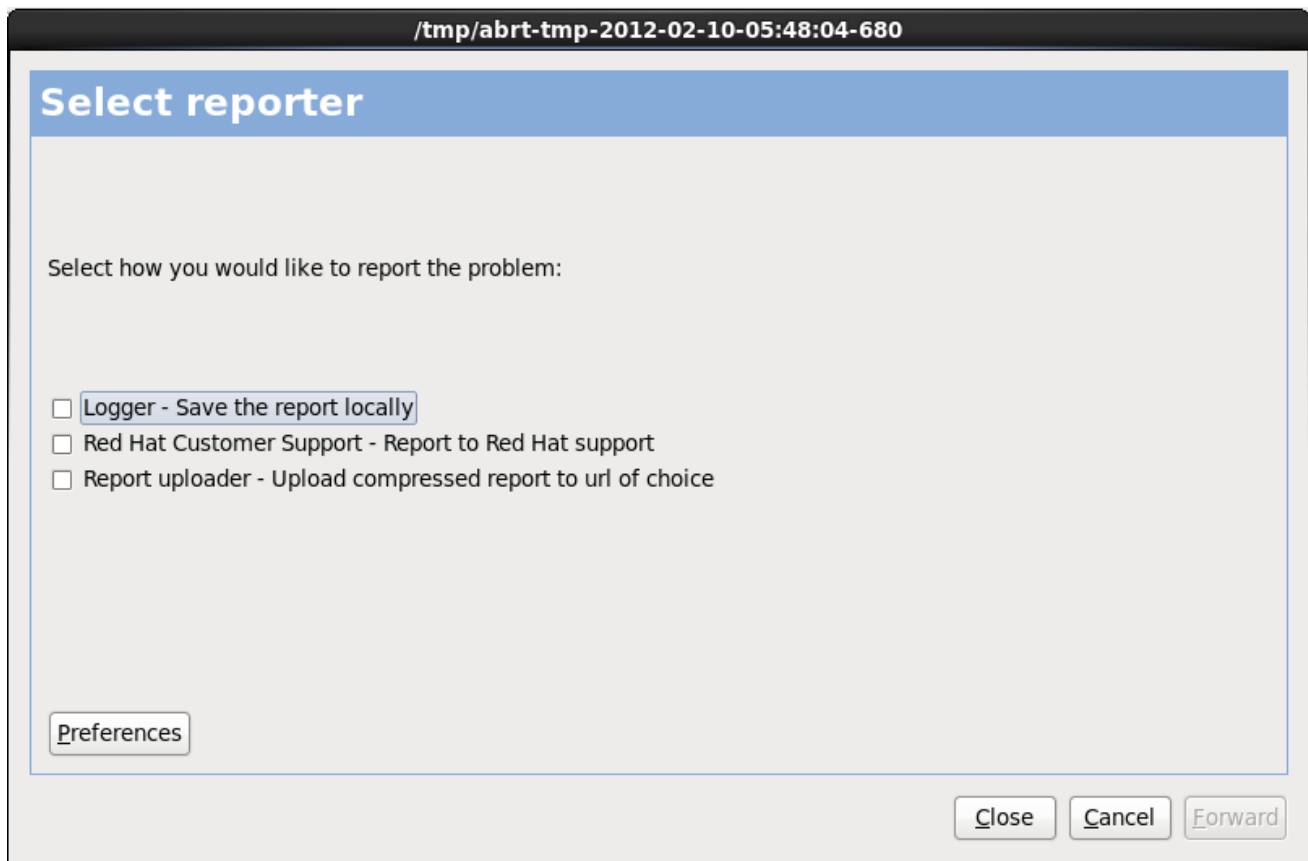 /tmp/abrt-tmp-2012-02-10-05:48:04-680
Select reporter
Select how you would like to report the problem:
Logger - Save the report locally
Red Hat Customer Support - Report to Red Hat support
Report uploader - Upload compressed report to url of choice
Preferences
Close Cancel Forward